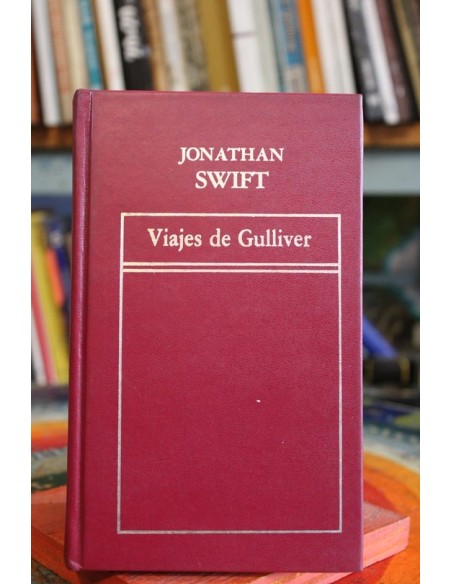 JONATHAN
SWIFT
Viajes de Gulliver